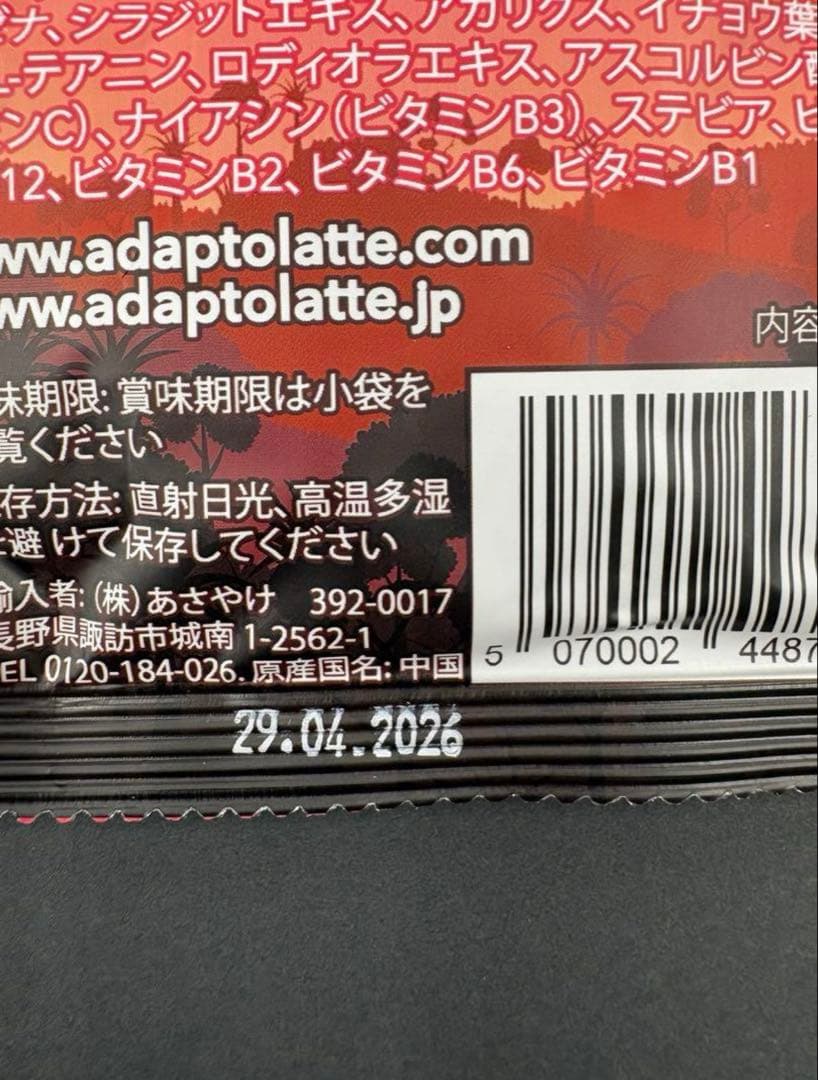 ナ、シラジットエキス、アガリクス、イチョウ葉
L-テアニン、ロディオラエキス、アスコルビン酸
ンC)、ナイアシン(ビタミンB3)、ステビア、ビ
12、ビタミンB2、ビタミンB6、ビタミンB1
ww.adaptolatte.com
ww.adaptolatte.jp
内容
味期限: 賞味期限は小袋を
覧ください
存方法: 直射日光、高温多湿
を避 けて保存してください
輸入者: (株)あさやけ 392-0017
長野県諏訪市城南 1-2562-1
EL 0120-184-026. 原産国名: 中国
5 070002 4487
29.04.2026